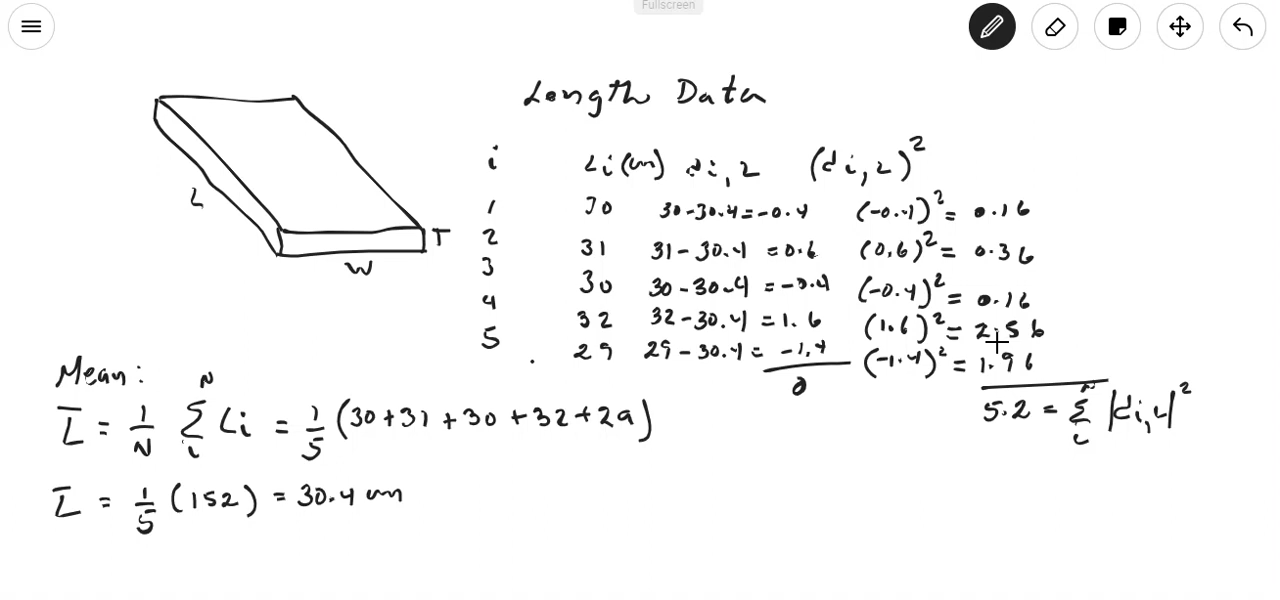 Fullscreen
Length Data
i Li(cm) di,L (di,L)²
1 30 30-30.4=-0.4 (-0.4)²= 0.16
2 31 31-30.4=0.6 (0.6)²= 0.36
3 30 30-30.4=-0.4 (-0.4)²= 0.16
4 32 32-30.4=1.6 (1.6)²= 2.56
5 29 29-30.4= -1.4 (-1.4)²= 1.96
0
5.2 = Σ |di,L|²
N
i
L
W
T
Mean:
N
L̄ = 1/N Σ Li = 1/5 (30+31+30+32+29)
i
L̄ = 1/5 (152) = 30.4 cm